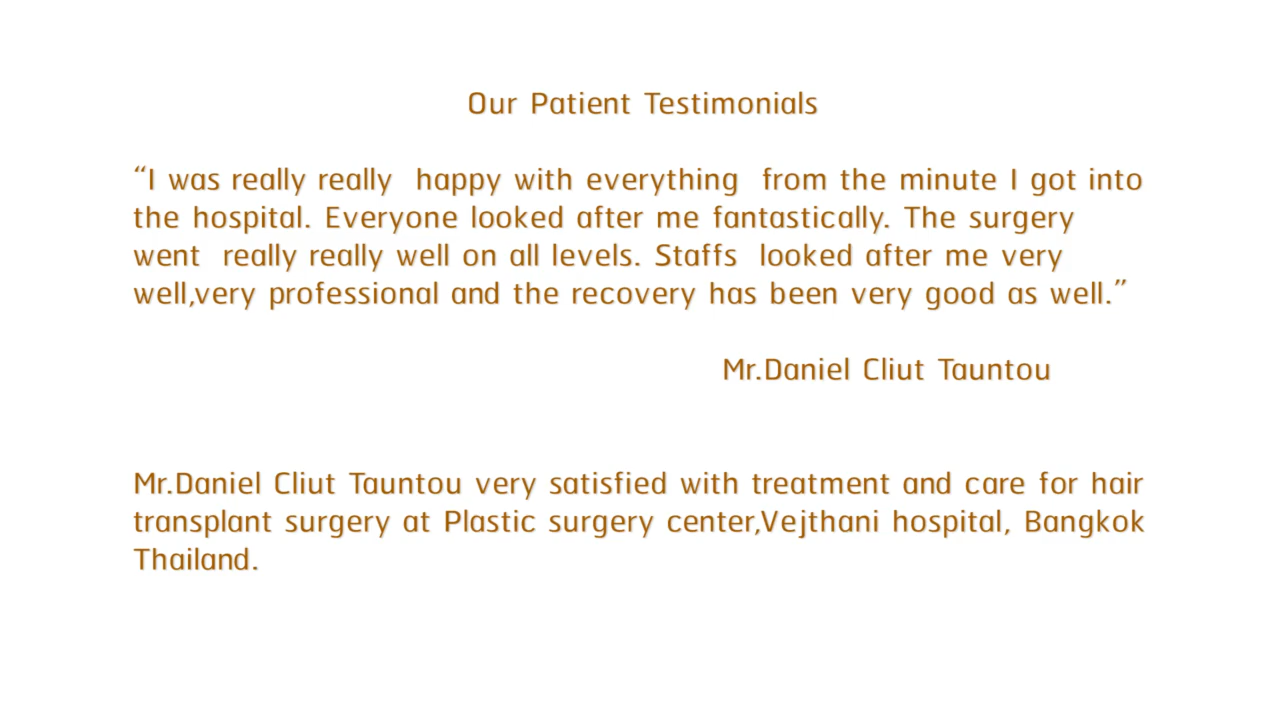 Our Patient Testimonials
“I was really really happy with everything from the minute I got into
the hospital. Everyone looked after me fantastically. The surgery
went really really well on all levels. Staffs looked after me very
well,very professional and the recovery has been very good as well.”
Mr.Daniel Cliut Tauntou
Mr.Daniel Cliut Tauntou very satisfied with treatment and care for hair
transplant surgery at Plastic surgery center,Vejthani hospital, Bangkok
Thailand.